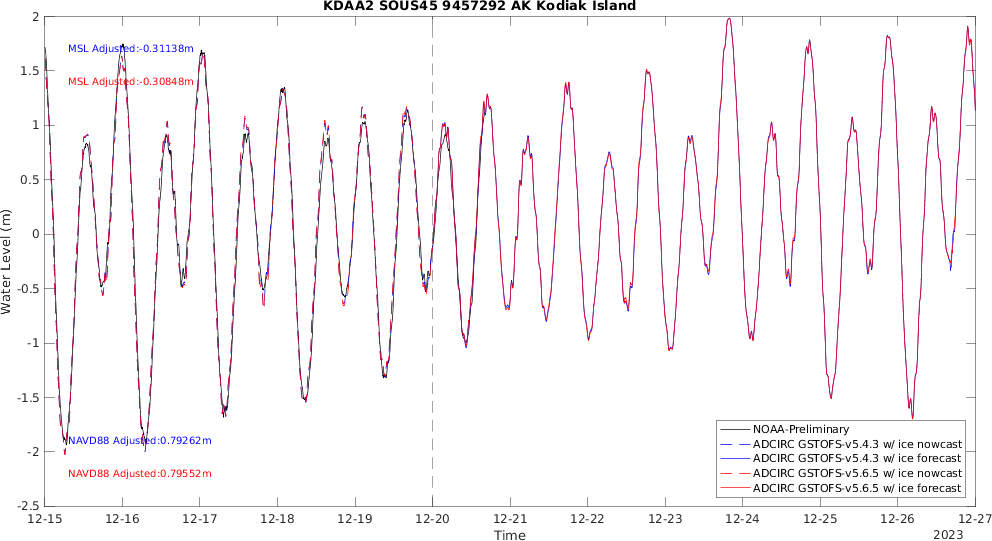 KDAA2 SOUS45 9457292 AK Kodiak Island
MSL Adjusted:-0.31138m
MSL Adjusted:-0.30848m
NAVD88 Adjusted:0.79262m
NAVD88 Adjusted:0.79552m
Water Level (m)
2
1.5
1
0.5
0
-0.5
-1
-1.5
-2
-2.5
NOAA-Preliminary
ADCIRC GSTOFS-v5.4.3 w/ ice nowcast
ADCIRC GSTOFS-v5.4.3 w/ ice forecast
ADCIRC GSTOFS-v5.6.5 w/ ice nowcast
ADCIRC GSTOFS-v5.6.5 w/ ice forecast
12-15 12-16 12-17 12-18 12-19 12-20 12-21 12-22 12-23 12-24 12-25 12-26 12-27
Time
2023